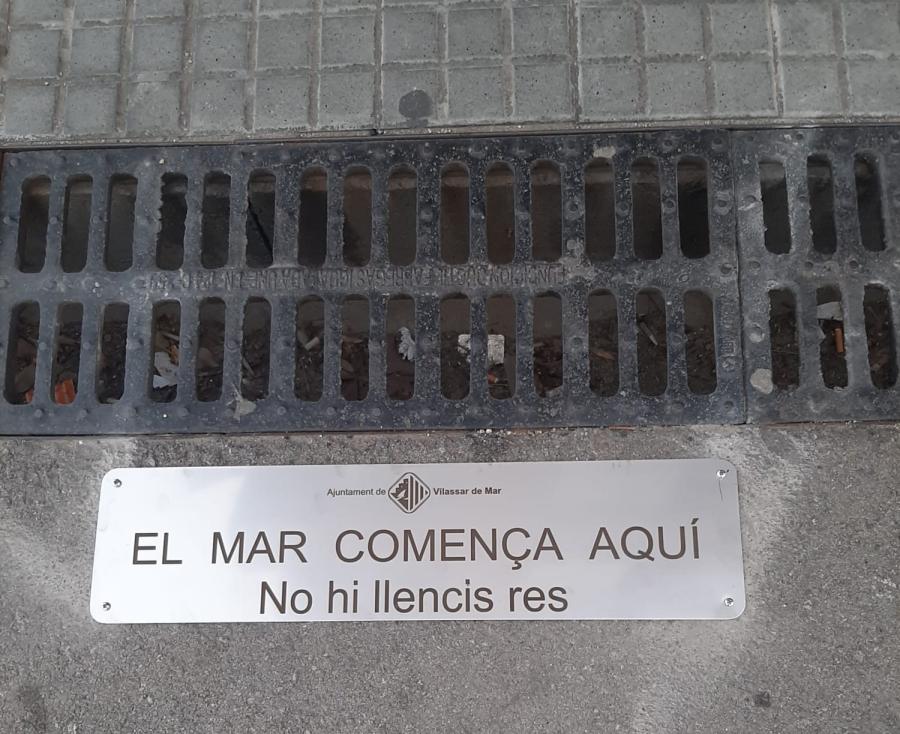 Ajuntament de Vilassar de Mar
EL MAR COMENÇA AQUÍ
No hi llencis res